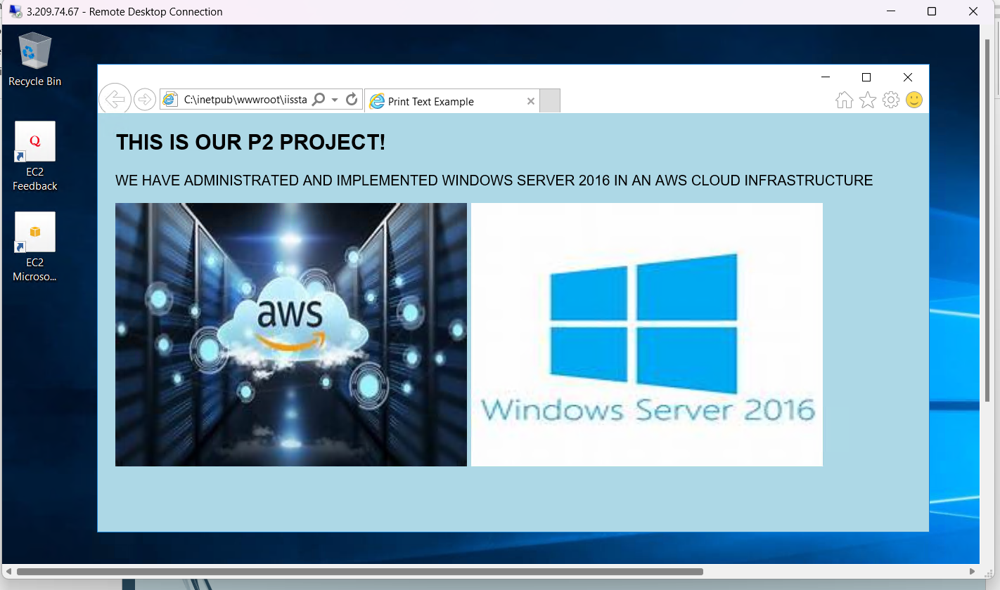 3.209.74.67 - Remote Desktop Connection
Recycle Bin
C:\inetpub\wwwroot\iissta
Print Text Example
THIS IS OUR P2 PROJECT!
Q
EC2
Feedback
WE HAVE ADMINISTRATED AND IMPLEMENTED WINDOWS SERVER 2016 IN AN AWS CLOUD INFRASTRUCTURE
EC2
Microso...
aws
Windows Server 2016